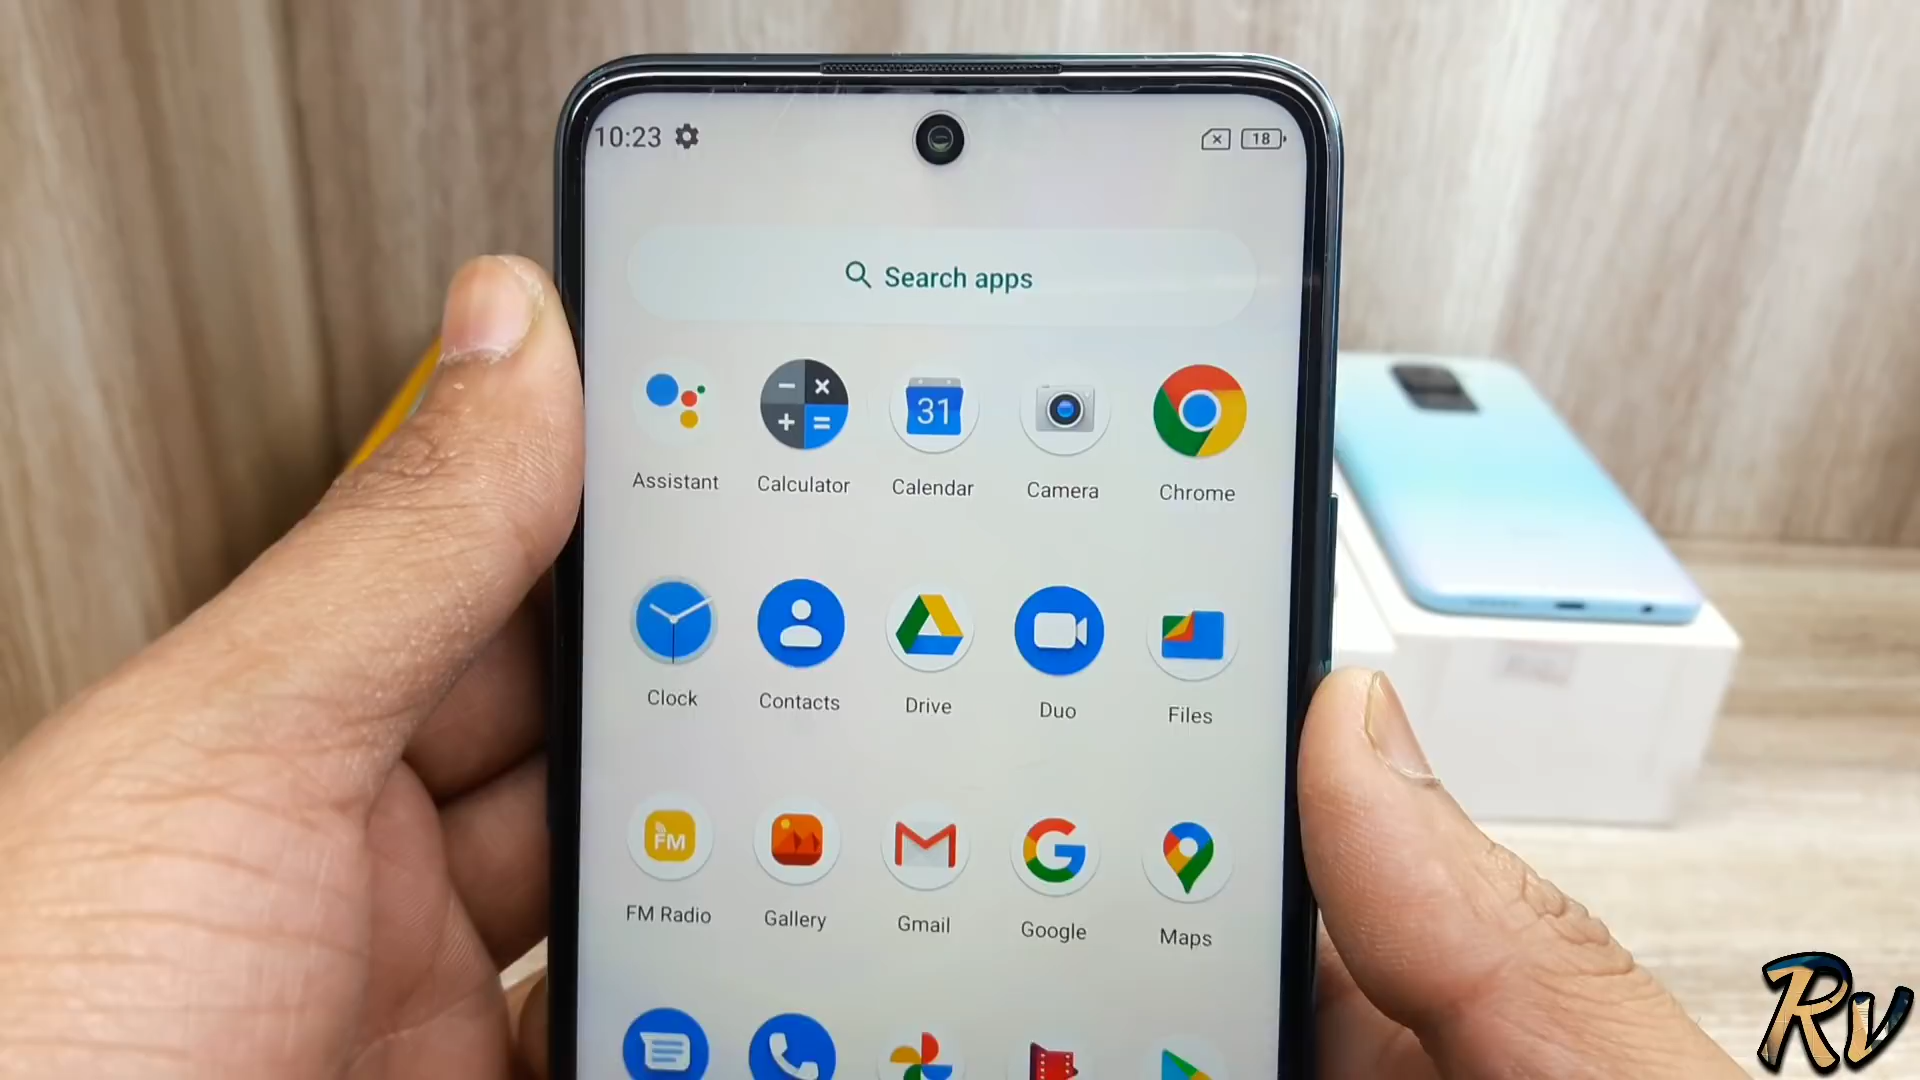 10:23
18
Search apps
31
Assistant Calculator Calendar Camera Chrome
Clock Contacts Drive Duo Files
FM
FM Radio Gallery Gmail Google Maps
Rv